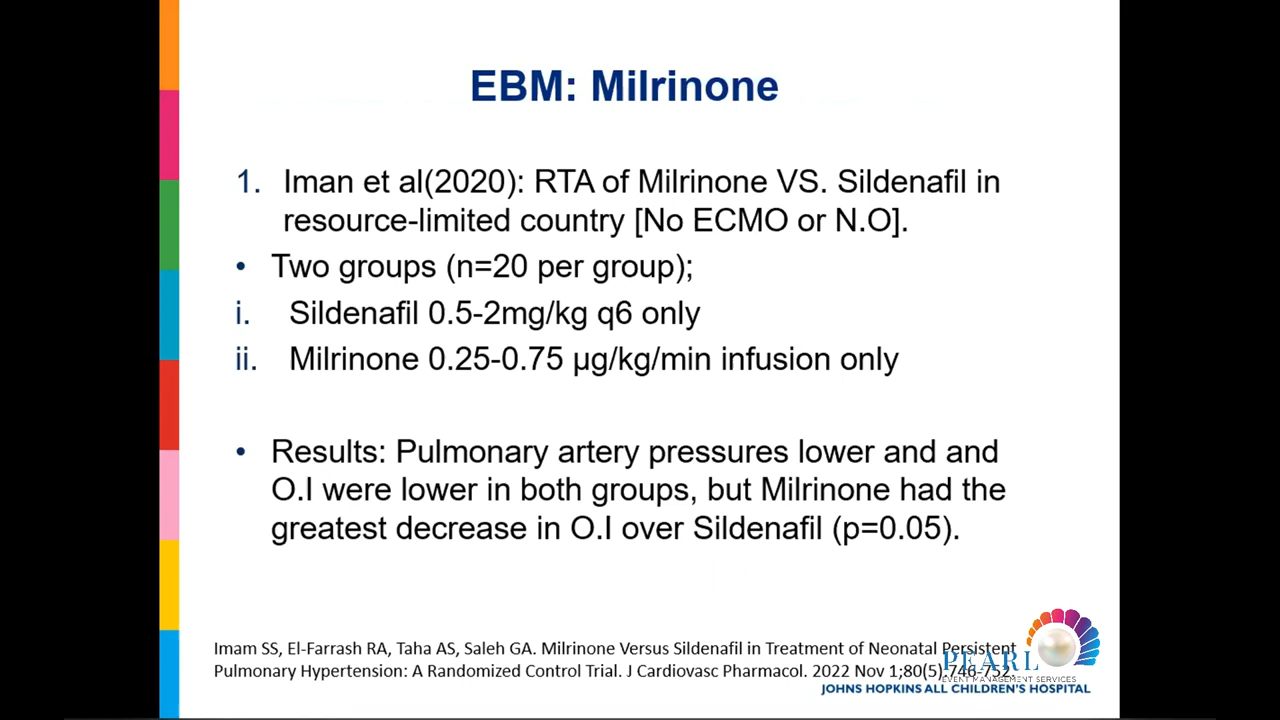 EBM: Milrinone
1. Iman et al(2020): RTA of Milrinone VS. Sildenafil in
resource-limited country [No ECMO or N.O].
• Two groups (n=20 per group);
i. Sildenafil 0.5-2mg/kg q6 only
ii. Milrinone 0.25-0.75 µg/kg/min infusion only
• Results: Pulmonary artery pressures lower and and
O.I were lower in both groups, but Milrinone had the
greatest decrease in O.I over Sildenafil (p=0.05).
Imam SS, El-Farrash RA, Taha AS, Saleh GA. Milrinone Versus Sildenafil in Treatment of Neonatal Persistent
Pulmonary Hypertension: A Randomized Control Trial. J Cardiovasc Pharmacol. 2022 Nov 1;80(5):746-752.
PEARL
EVENT MANAGEMENT SERVICES
JOHNS HOPKINS ALL CHILDREN'S HOSPITAL